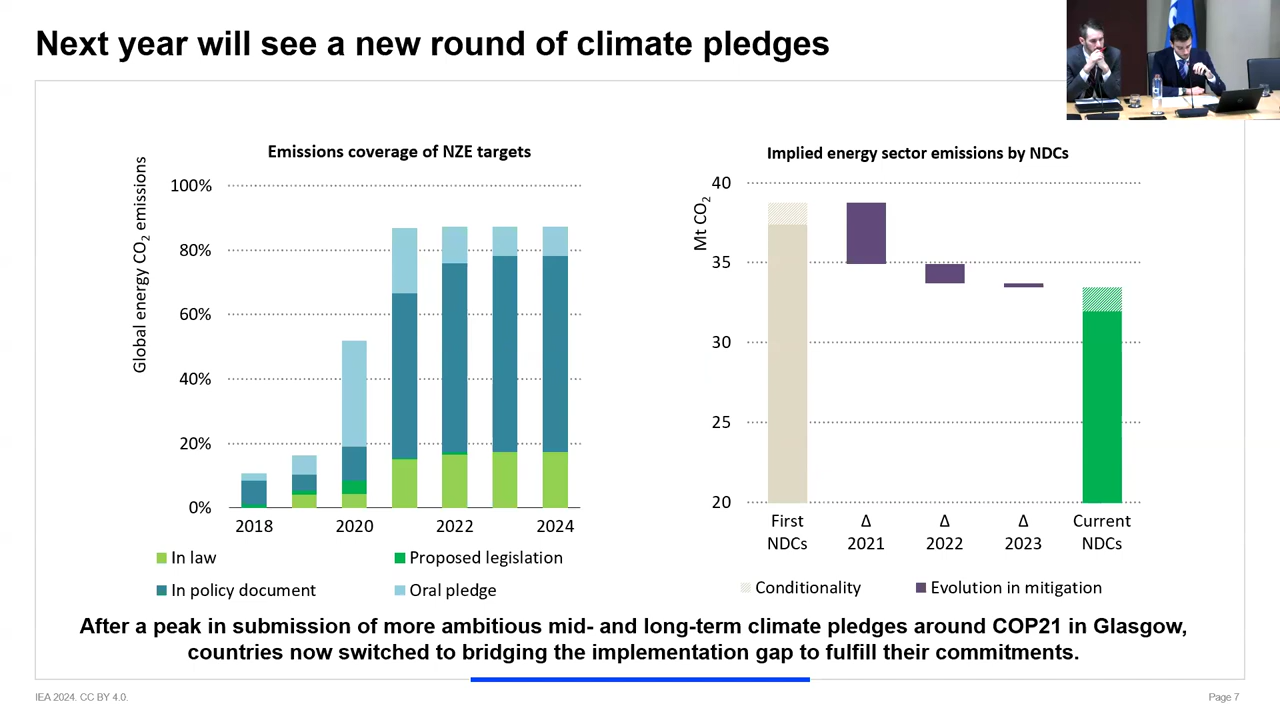 Next year will see a new round of climate pledges
Emissions coverage of NZE targets
Global energy CO2 emissions
100%
80%
60%
40%
20%
0%
2018
2020
2022
2024
In law
Proposed legislation
In policy document
Oral pledge
Implied energy sector emissions by NDCs
Mt CO2
40
35
30
25
20
First
NDCs
Δ
2021
Δ
2022
Δ
2023
Current
NDCs
Conditionality
Evolution in mitigation
After a peak in submission of more ambitious mid- and long-term climate pledges around COP21 in Glasgow,
countries now switched to bridging the implementation gap to fulfill their commitments.
IEA 2024. CC BY 4.0.
Page 7